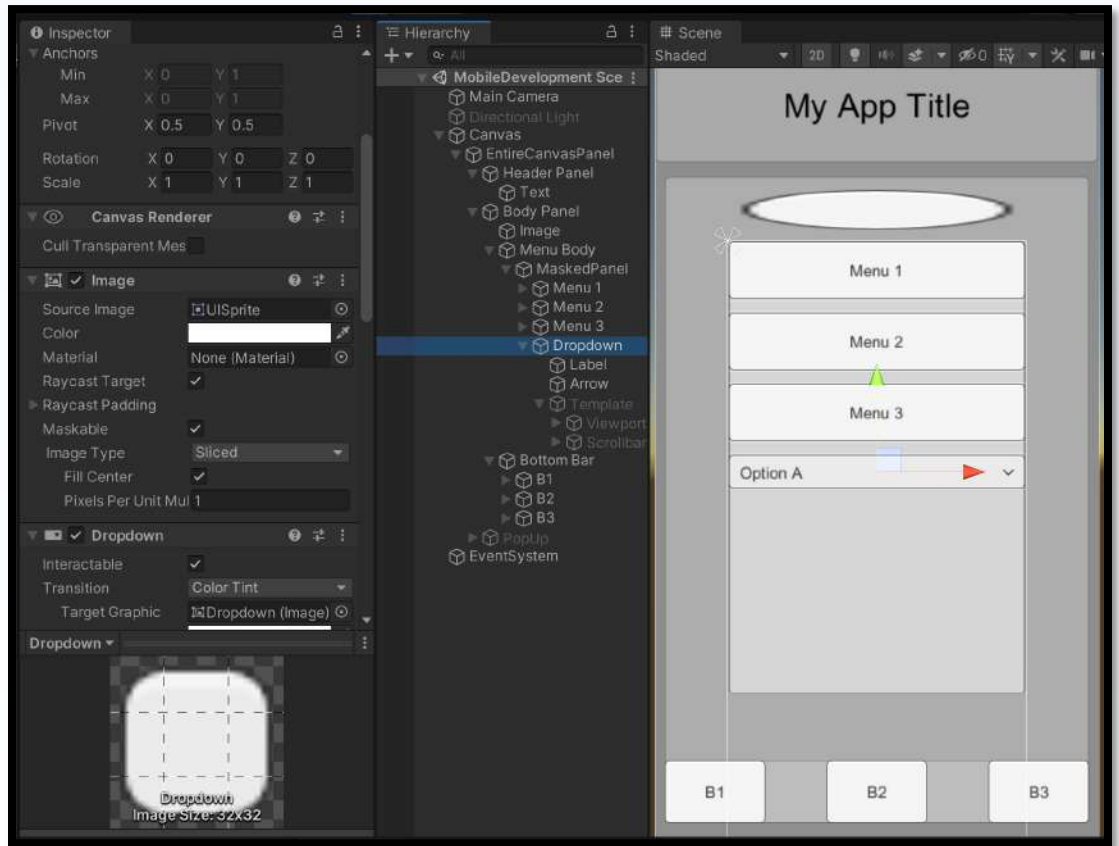 Inspector
Anchors
Min X 0 Y 1
Max X 0 Y 1
Pivot X 0.5 Y 0.5
Rotation X 0 Y 0 Z 0
Scale X 1 Y 1 Z 1
Canvas Renderer
Cull Transparent Mes
Image
Source Image UISprite
Color
Material None (Material)
Raycast Target
Raycast Padding
Maskable
Image Type Sliced
Fill Center
Pixels Per Unit Mul 1
Dropdown
Interactable
Transition Color Tint
Target Graphic Dropdown (Image)
Dropdown
Dropdown
Image Size: 32x32
Hierarchy
All
MobileDevelopment Sce
Main Camera
Directional Light
Canvas
EntireCanvasPanel
Header Panel
Text
Body Panel
Image
Menu Body
MaskedPanel
Menu 1
Menu 2
Menu 3
Dropdown
Label
Arrow
Template
Viewport
Scrollbar
Bottom Bar
B1
B2
B3
PopUp
EventSystem
Scene
Shaded 2D 0
My App Title
Menu 1
Menu 2
Menu 3
Option A
B1 B2 B3